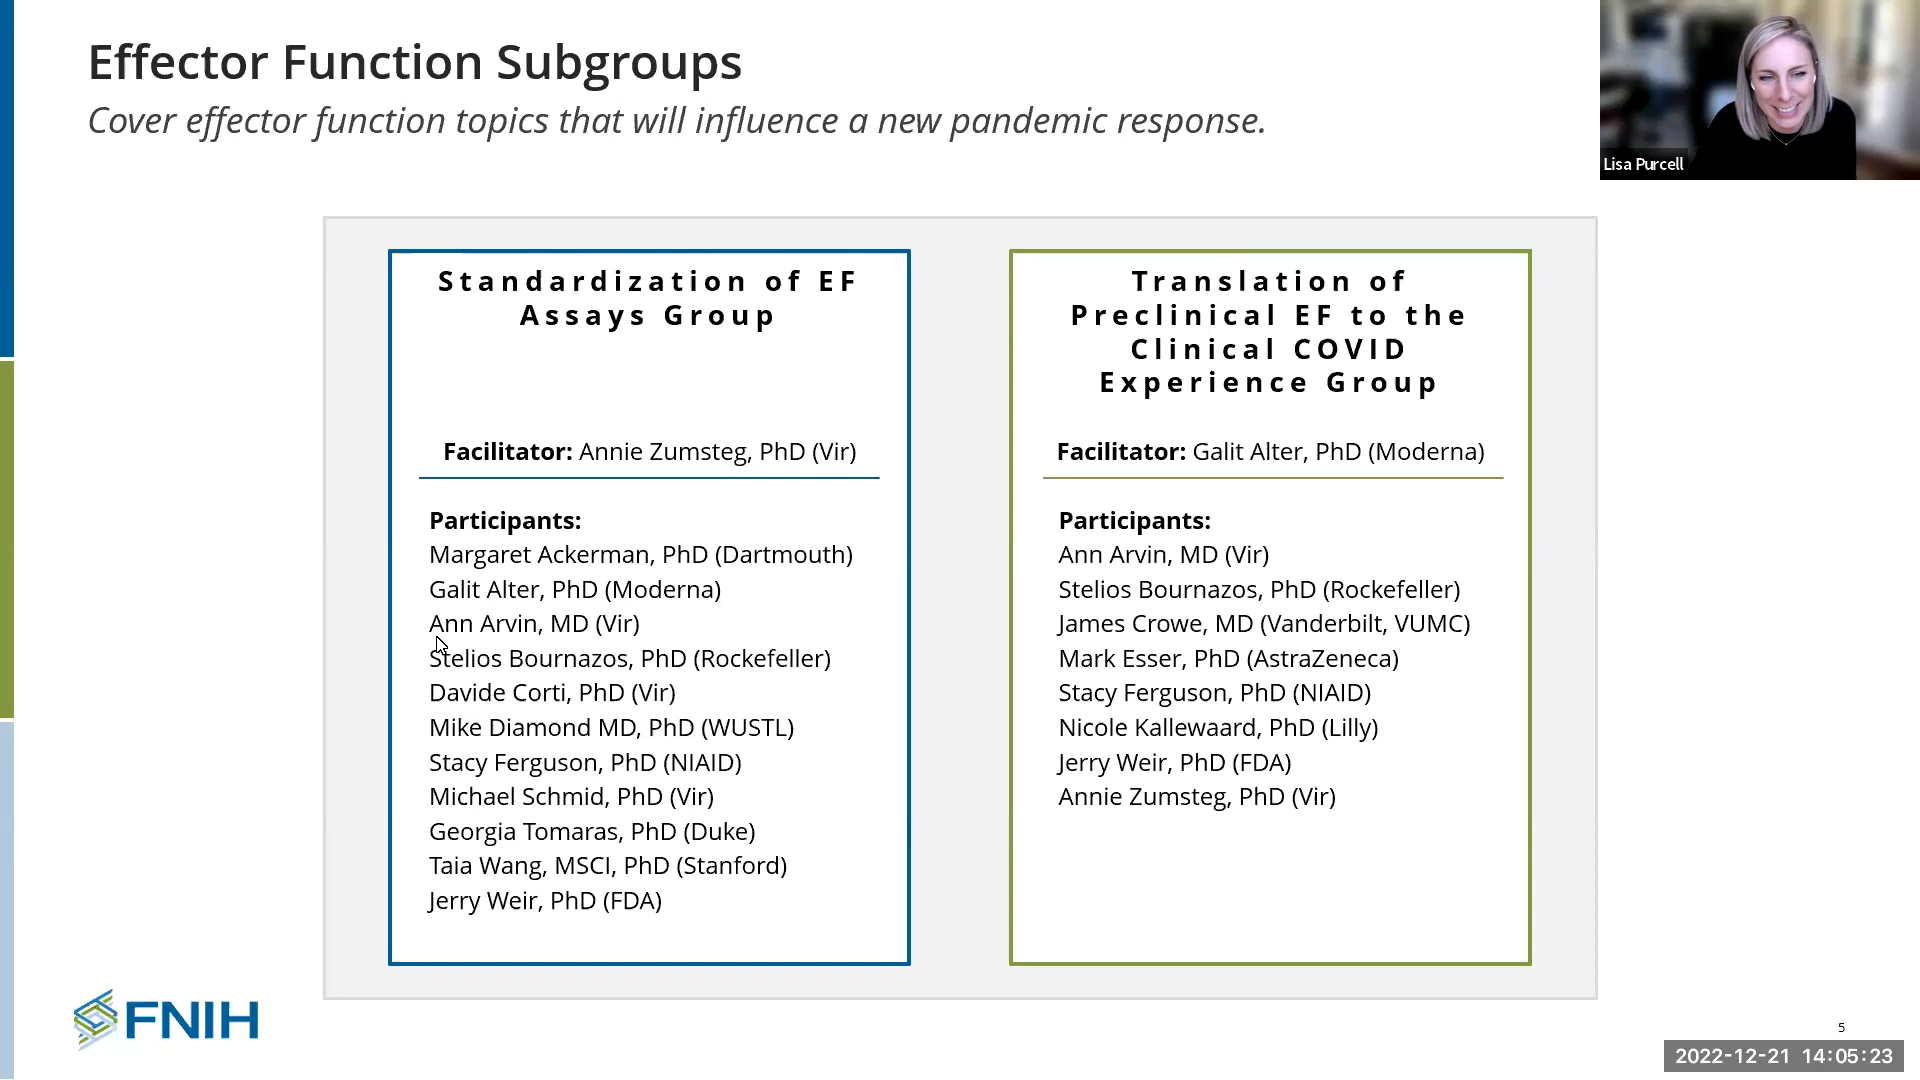 Effector Function Subgroups
Cover effector function topics that will influence a new pandemic response.
Lisa Purcell
Standardization of EF
Assays Group
Facilitator: Annie Zumsteg, PhD (Vir)
Participants:
Margaret Ackerman, PhD (Dartmouth)
Galit Alter, PhD (Moderna)
Ann Arvin, MD (Vir)
Stelios Bournazos, PhD (Rockefeller)
Davide Corti, PhD (Vir)
Mike Diamond MD, PhD (WUSTL)
Stacy Ferguson, PhD (NIAID)
Michael Schmid, PhD (Vir)
Georgia Tomaras, PhD (Duke)
Taia Wang, MSCI, PhD (Stanford)
Jerry Weir, PhD (FDA)
Translation of
Preclinical EF to the
Clinical COVID
Experience Group
Facilitator: Galit Alter, PhD (Moderna)
Participants:
Ann Arvin, MD (Vir)
Stelios Bournazos, PhD (Rockefeller)
James Crowe, MD (Vanderbilt, VUMC)
Mark Esser, PhD (AstraZeneca)
Stacy Ferguson, PhD (NIAID)
Nicole Kallewaard, PhD (Lilly)
Jerry Weir, PhD (FDA)
Annie Zumsteg, PhD (Vir)
FNIH
5
2022-12-21 14:05:23